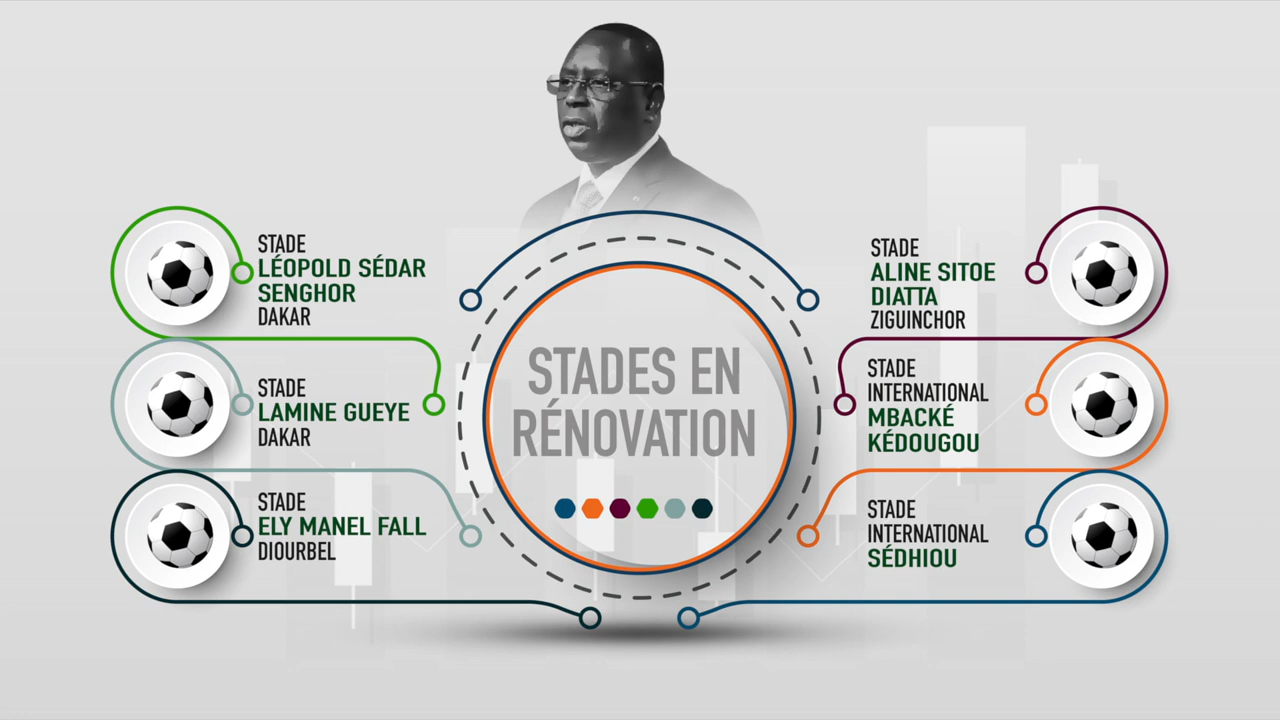 STADE
LÉOPOLD SÉDAR
SENGHOR
DAKAR
STADE
LAMINE GUEYE
DAKAR
STADE
ELY MANEL FALL
DIOURBEL
STADES EN
RÉNOVATION
STADE
ALINE SITOE
DIATTA
ZIGUINCHOR
STADE
INTERNATIONAL
MBACKÉ
KÉDOUGOU
STADE
INTERNATIONAL
SÉDHIOU